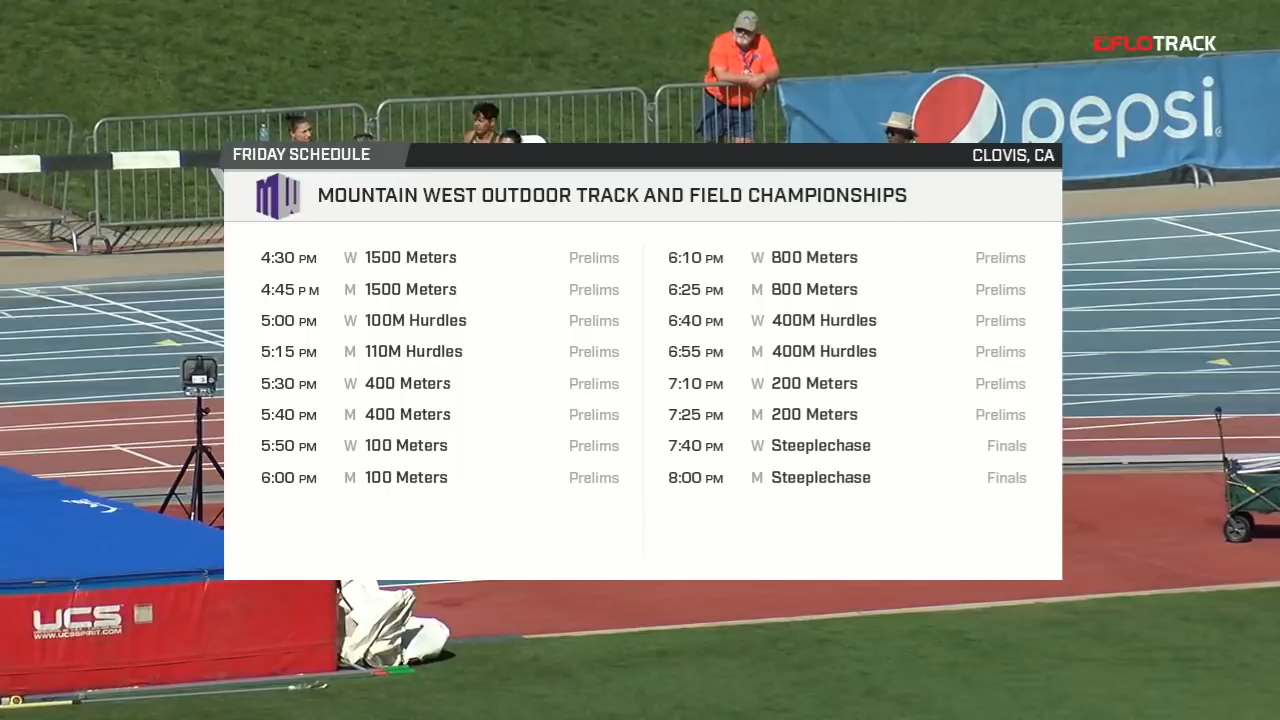 FLOTRACK
pepsi
FRIDAY SCHEDULE
CLOVIS, CA
MW
MOUNTAIN WEST OUTDOOR TRACK AND FIELD CHAMPIONSHIPS
4:30 PM W 1500 Meters Prelims
4:45 P M M 1500 Meters Prelims
5:00 PM W 100M Hurdles Prelims
5:15 PM M 110M Hurdles Prelims
5:30 PM W 400 Meters Prelims
5:40 PM M 400 Meters Prelims
5:50 PM W 100 Meters Prelims
6:00 PM M 100 Meters Prelims
6:10 PM W 800 Meters Prelims
6:25 PM M 800 Meters Prelims
6:40 PM W 400M Hurdles Prelims
6:55 PM M 400M Hurdles Prelims
7:10 PM W 200 Meters Prelims
7:25 PM M 200 Meters Prelims
7:40 PM W Steeplechase Finals
8:00 PM M Steeplechase Finals
UCS
WWW.UCSSPIRIT.COM